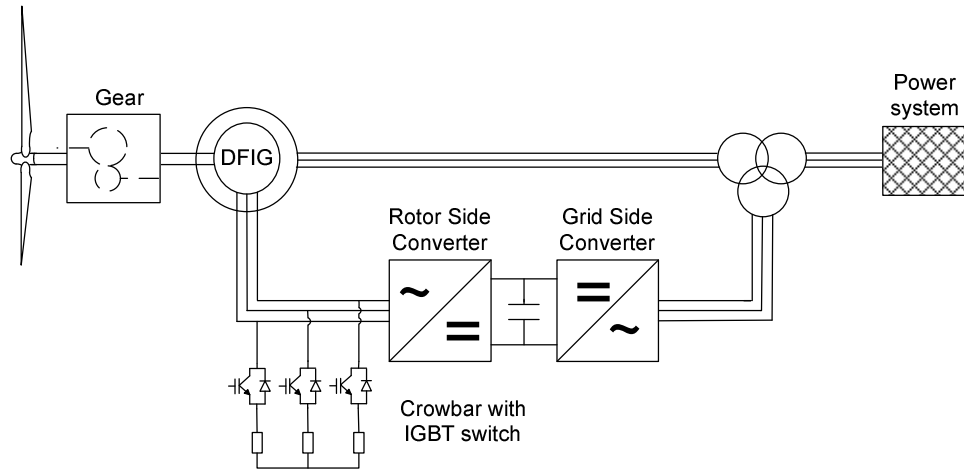 Gear
DFIG
Power
system
Rotor Side
Converter
Grid Side
Converter
Crowbar with
IGBT switch